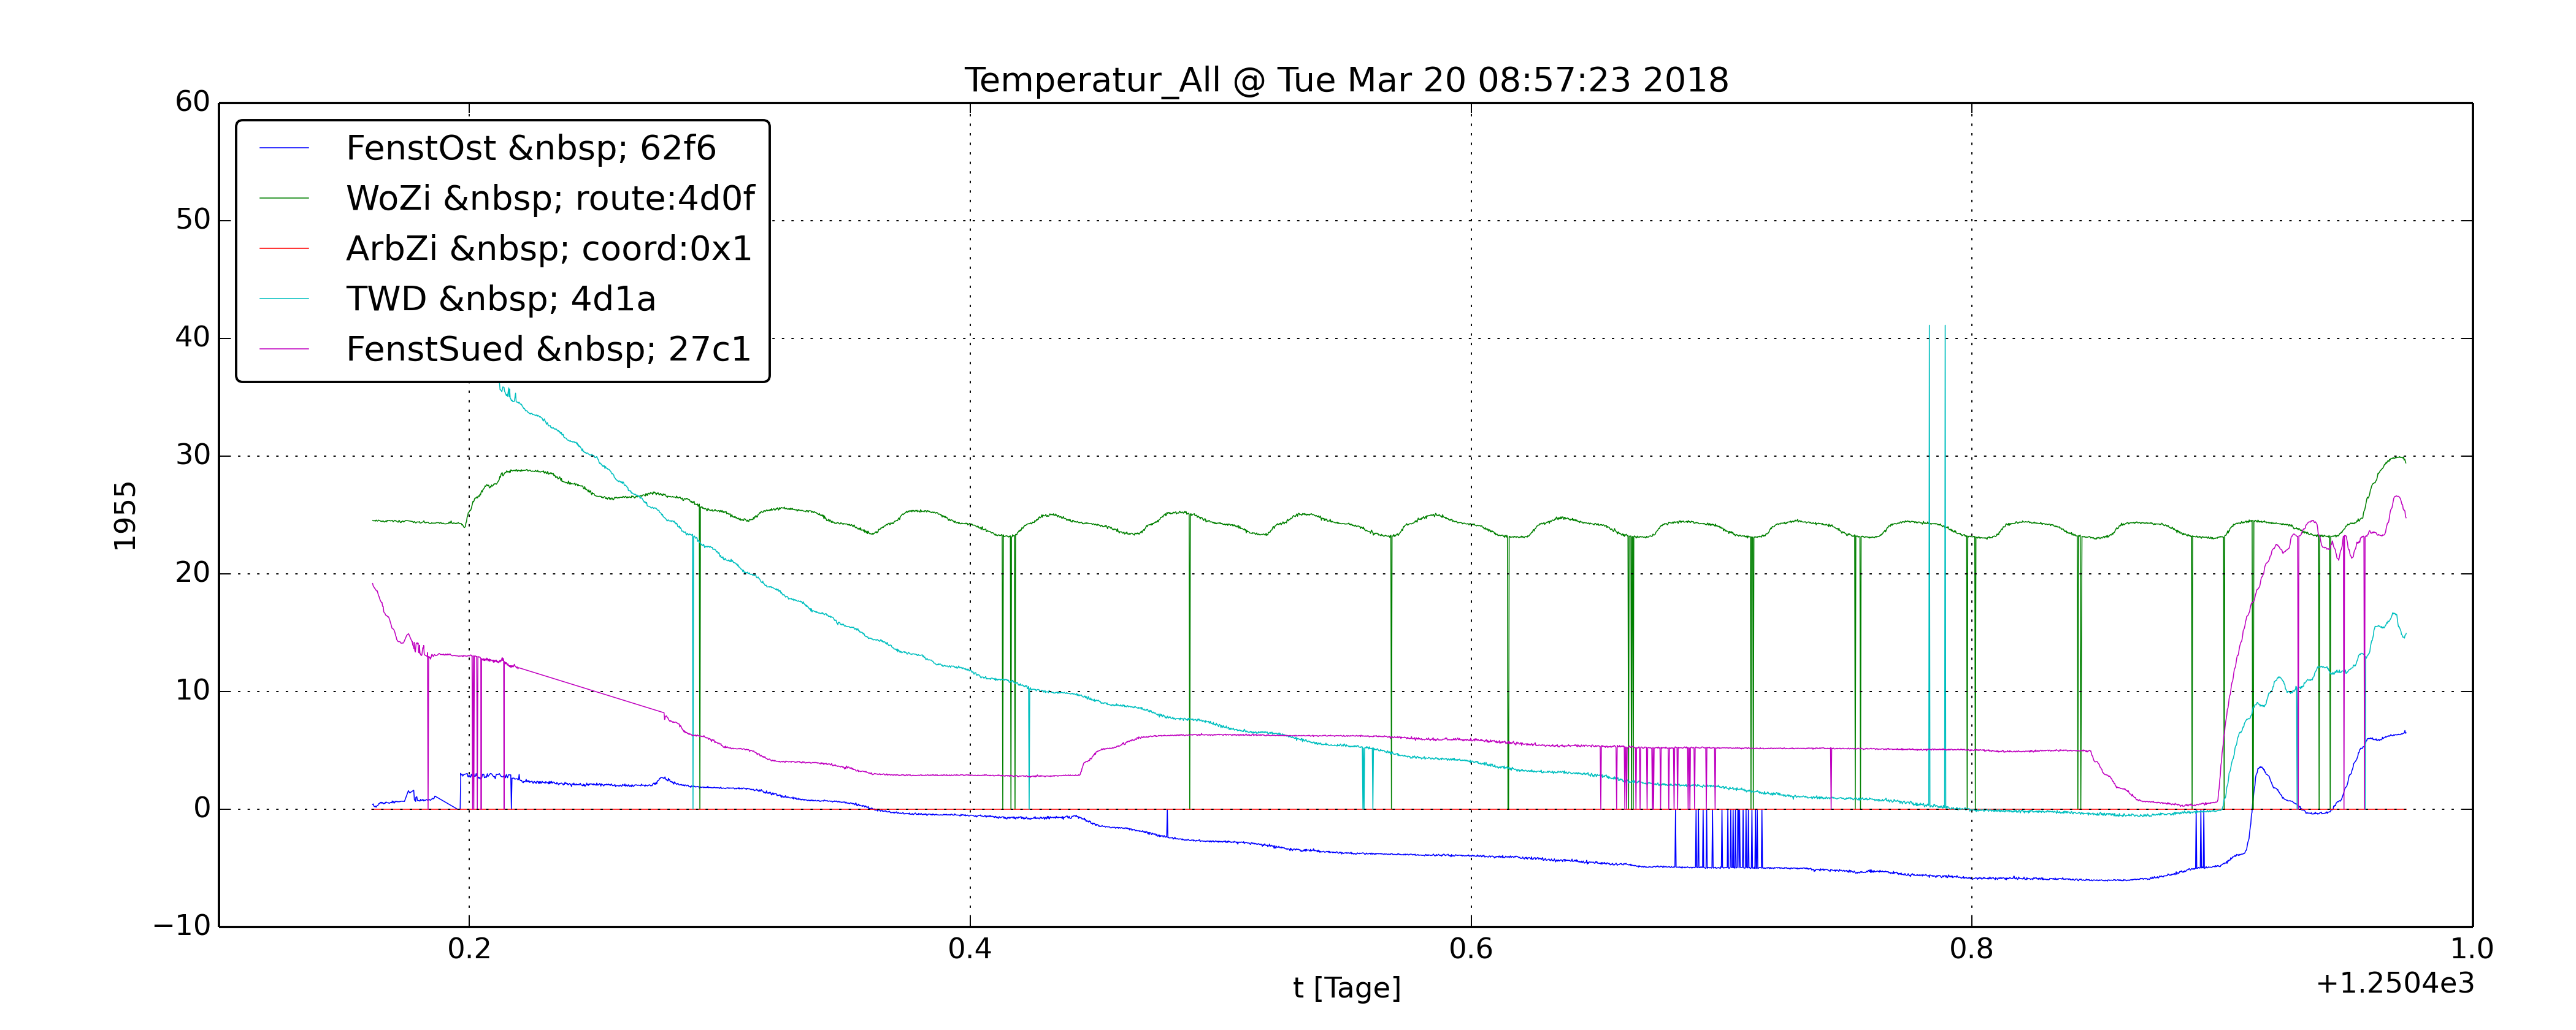 Temperatur_All @ Tue Mar 20 08:57:23 2018
60
50
40
30
20
10
0
−10
1955
FenstOst &nbsp; 62f6
WoZi &nbsp; route:4d0f
ArbZi &nbsp; coord:0x1
TWD &nbsp; 4d1a
FenstSued &nbsp; 27c1
0.2 0.4 0.6 0.8 1.0
t [Tage]
+1.2504e3